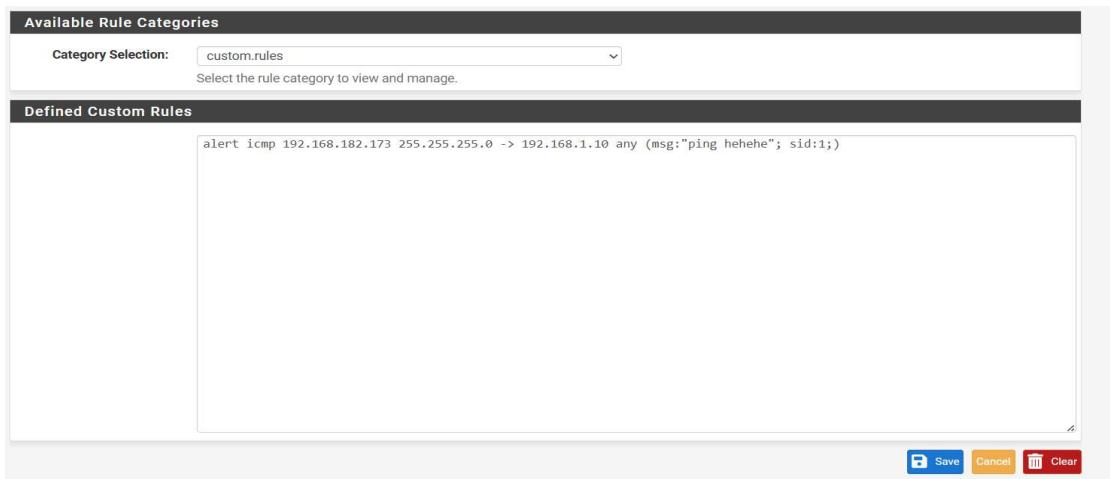 Available Rule Categories
Category Selection:
custom.rules
Select the rule category to view and manage.
Defined Custom Rules
alert icmp 192.168.182.173 255.255.255.0 -> 192.168.1.10 any (msg:"ping hehehe"; sid:1;)
Save Cancel Clear